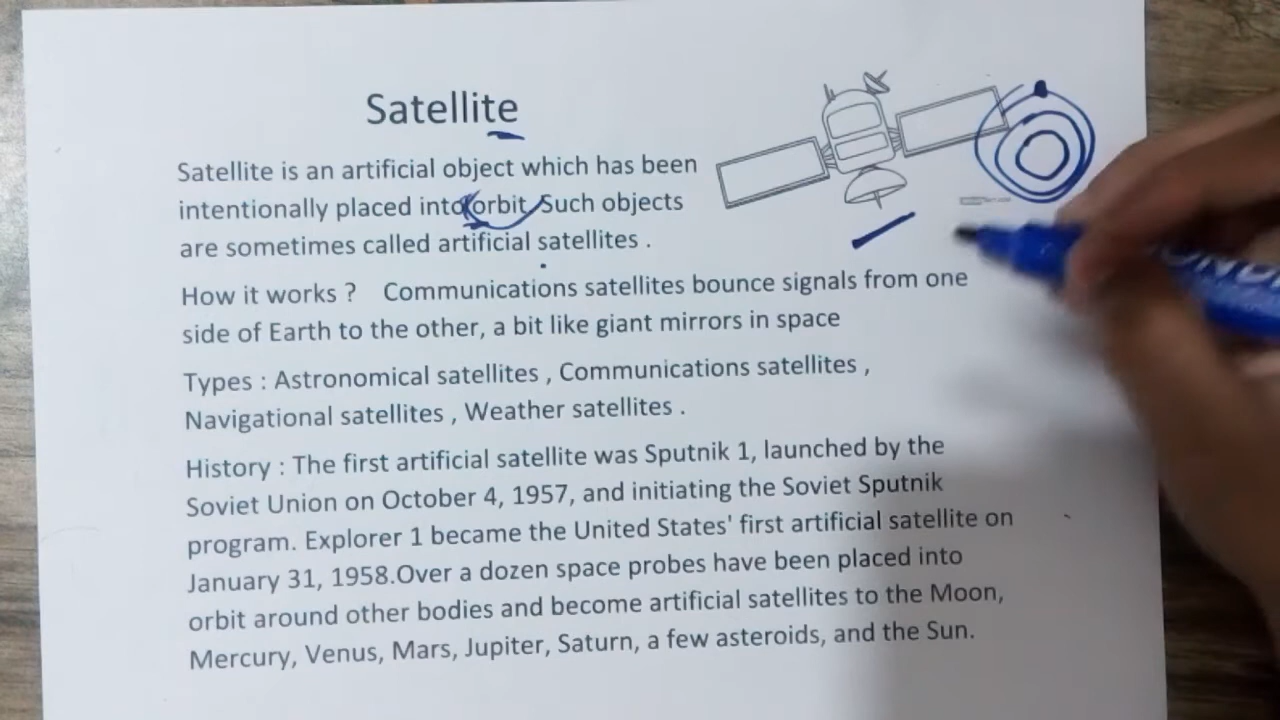 Satellite
Satellite is an artificial object which has been
intentionally placed into orbit. Such objects
are sometimes called artificial satellites .
How it works ? Communications satellites bounce signals from one
side of Earth to the other, a bit like giant mirrors in space
Types : Astronomical satellites , Communications satellites ,
Navigational satellites , Weather satellites .
History : The first artificial satellite was Sputnik 1, launched by the
Soviet Union on October 4, 1957, and initiating the Soviet Sputnik
program. Explorer 1 became the United States' first artificial satellite on
January 31, 1958.Over a dozen space probes have been placed into
orbit around other bodies and become artificial satellites to the Moon,
Mercury, Venus, Mars, Jupiter, Saturn, a few asteroids, and the Sun.